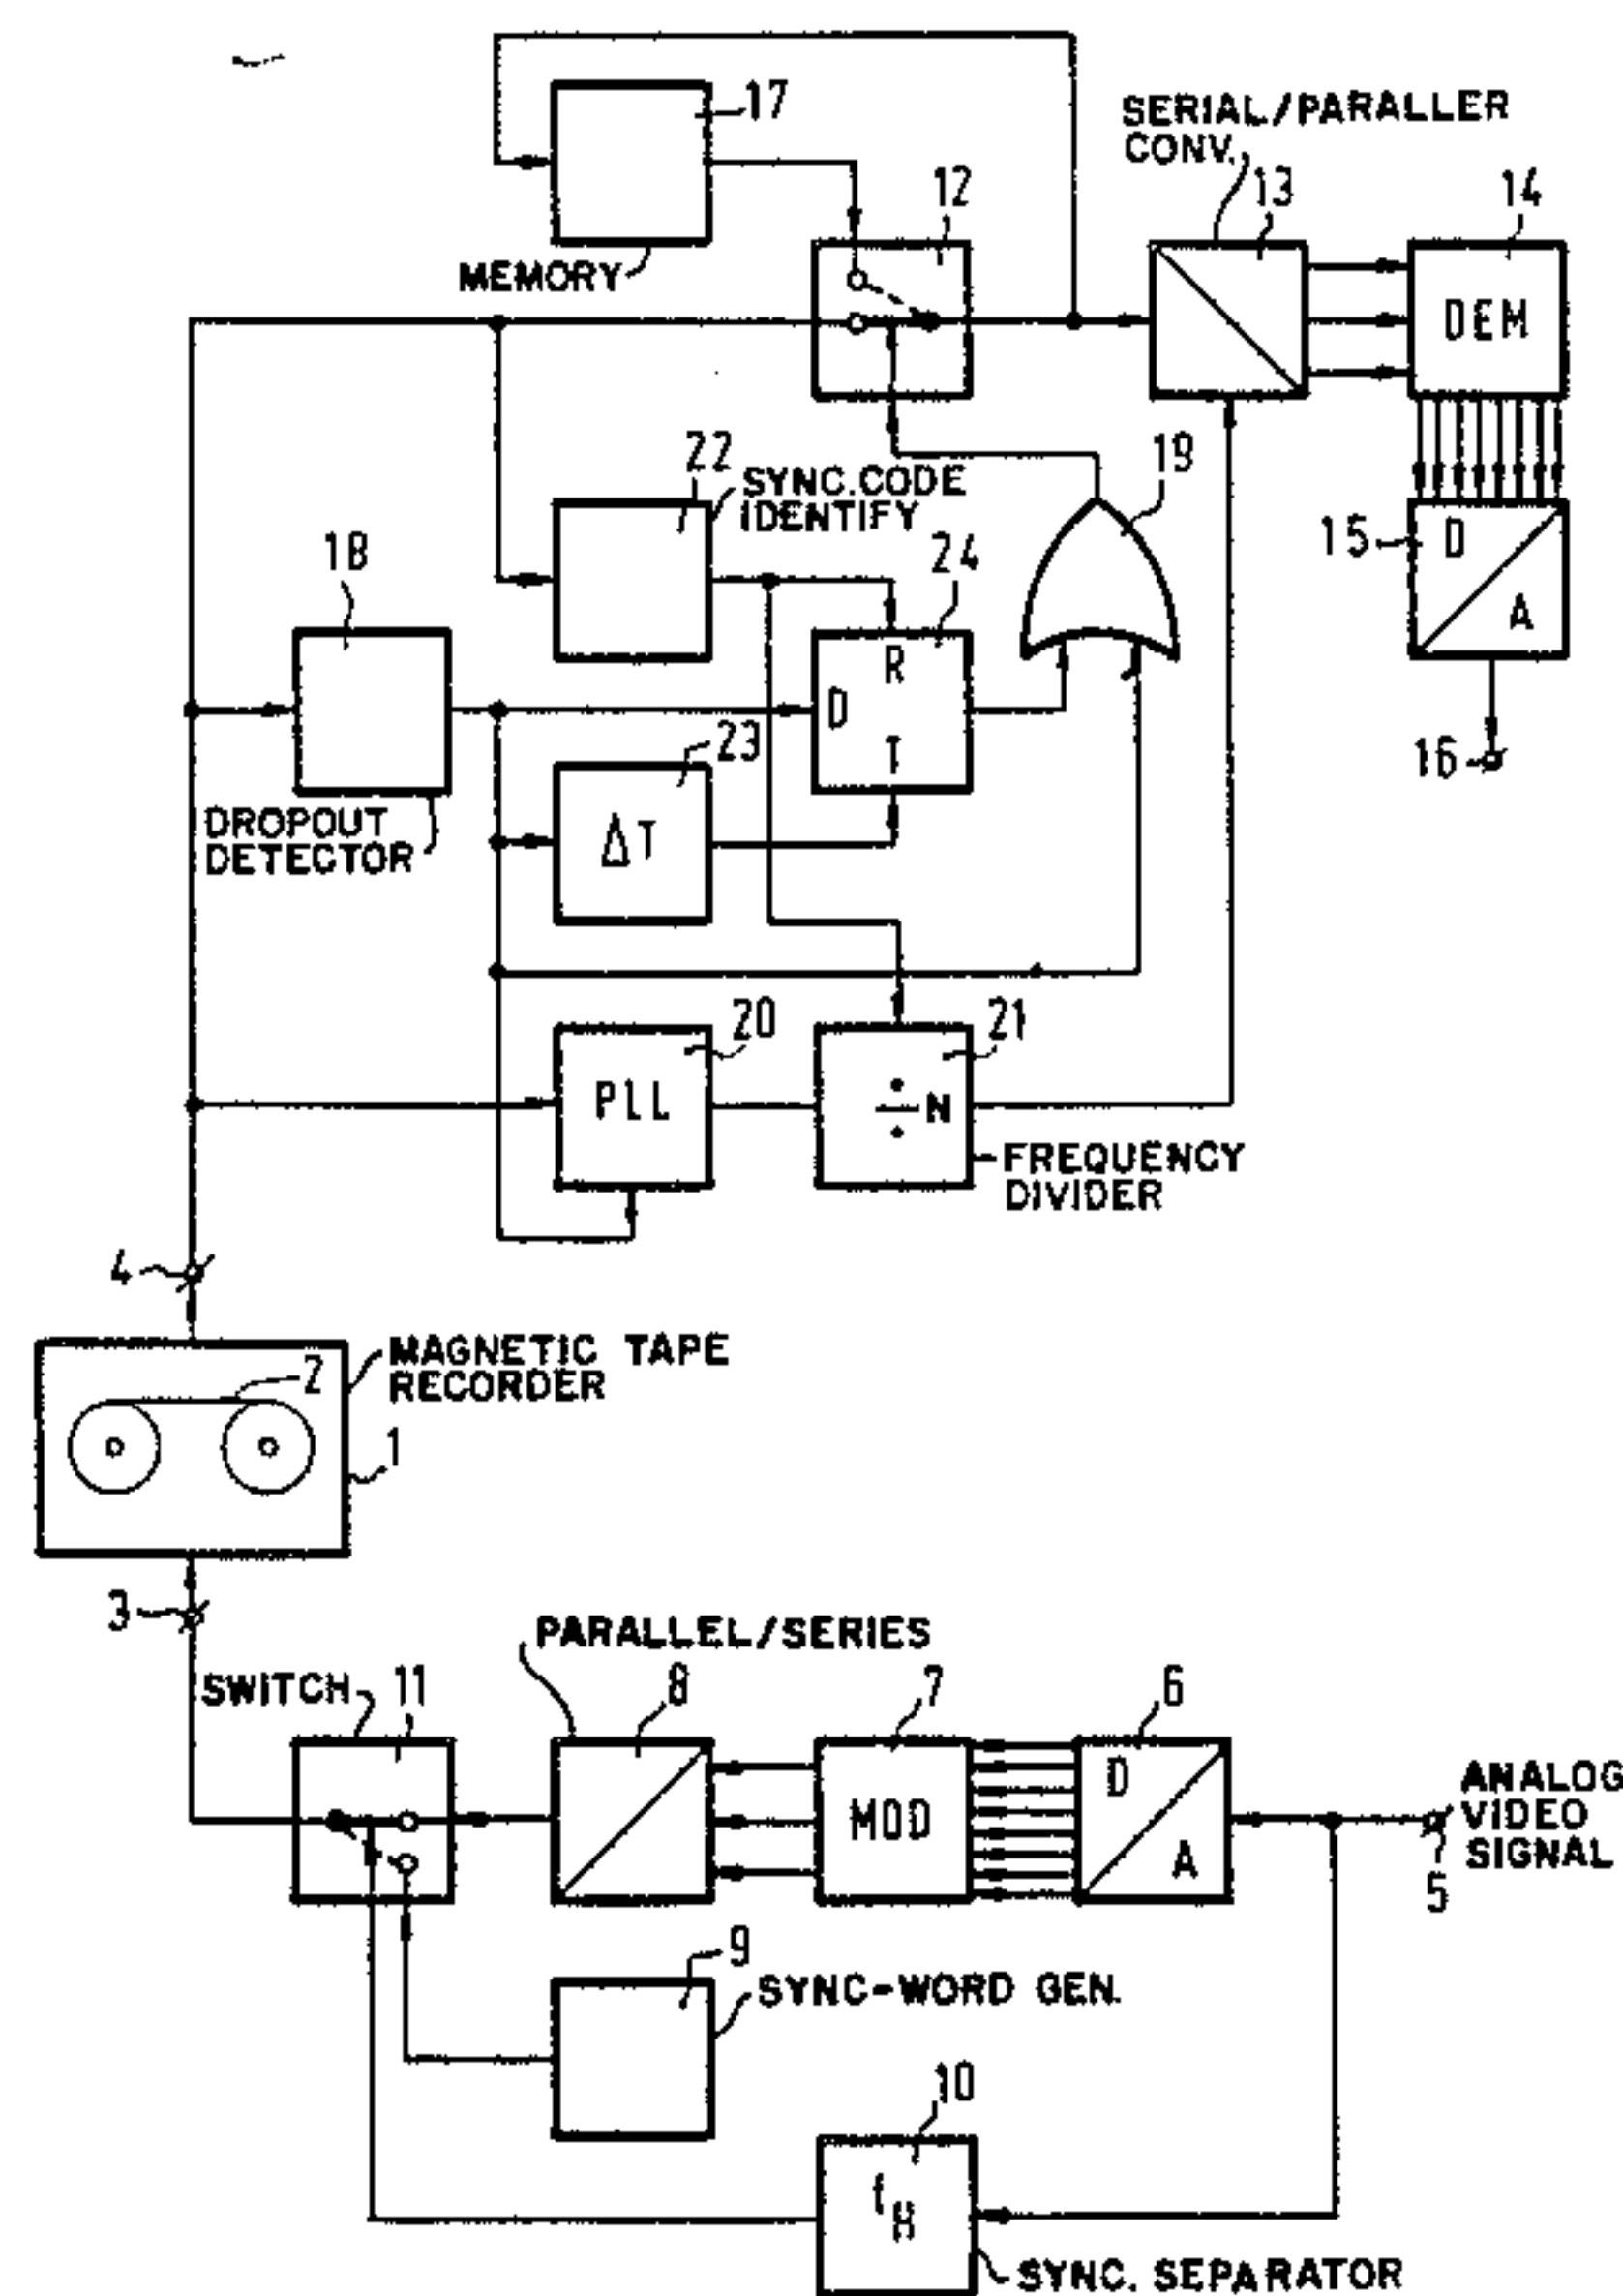 17
SERIAL/PARALLER
CONV.
12
13
14
MEMORY
DEM
22
SYNC.CODE
IDENTIFY
19
18
24
15
D
A
R
D
T
23
16
DROPOUT
DETECTOR
ΔT
20
21
PLL
÷N
FREQUENCY
DIVIDER
4
MAGNETIC TAPE
RECORDER
2
1
3
PARALLEL/SERIES
SWITCH
11
8
7
6
D
A
MOD
ANALOG
VIDEO
SIGNAL
5
9
SYNC-WORD GEN.
10
fH
SYNC. SEPARATOR